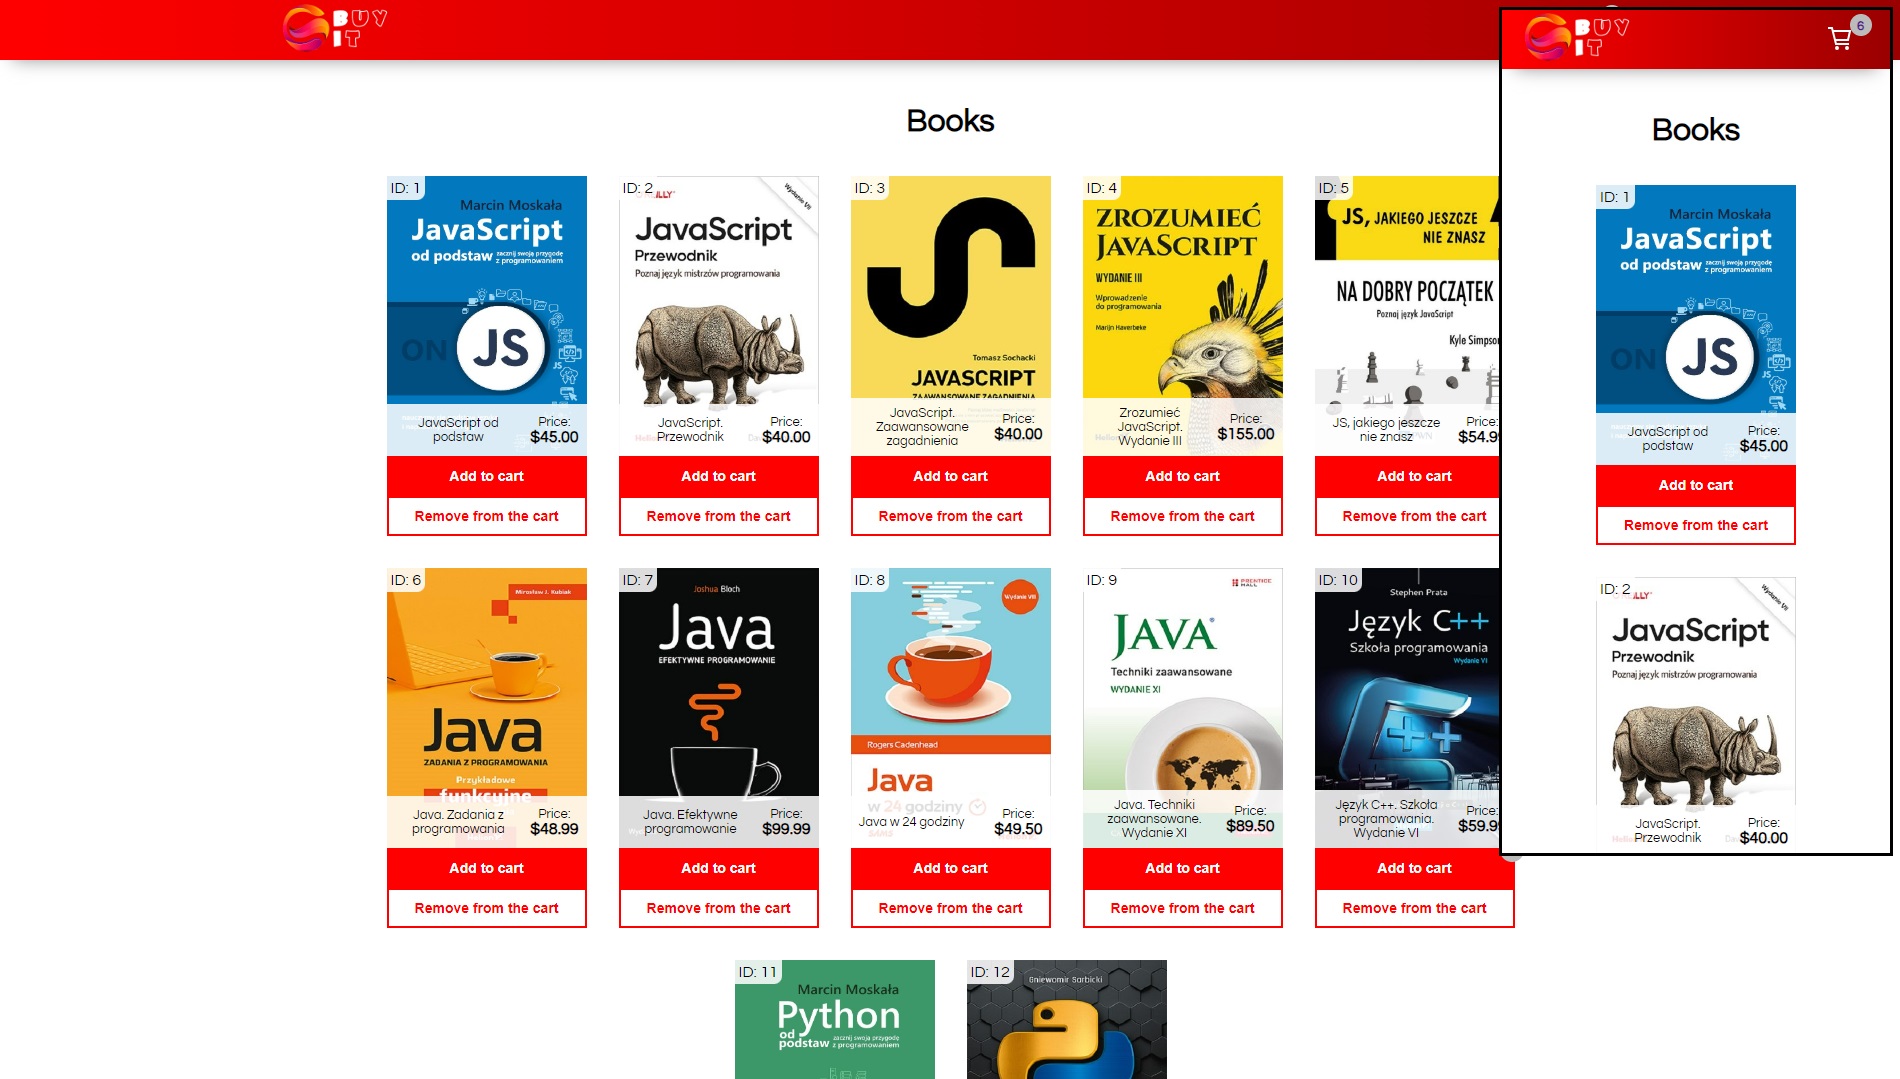 BUY
IT
Books
ID: 1
Marcin Moskała
JavaScript
od podstaw zacznij swoją przygodę
z programowaniem
ON JS
JavaScript od
podstaw
Price:
$45.00
Add to cart
Remove from the cart
ID: 2
Wydanie VII
JavaScript
Przewodnik
Poznaj język mistrzów programowania
JavaScript.
Przewodnik
Price:
$40.00
Add to cart
Remove from the cart
ID: 3
Tomasz Sochacki
JAVASCRIPT
ZAAWANSOWANE ZAGADNIENIA
JavaScript.
Zaawansowane
zagadnienia
Price:
$40.00
Add to cart
Remove from the cart
ID: 4
ZROZUMIEĆ
JAVASCRIPT
WYDANIE III
Wprowadzenie
do programowania
Marijn Haverbeke
Zrozumieć
JavaScript.
Wydanie III
Price:
$155.00
Add to cart
Remove from the cart
ID: 5
JS, JAKIEGO JESZCZE
NIE ZNASZ
NA DOBRY POCZĄTEK
Poznaj język JavaScript
Kyle Simpso
JS, jakiego jeszcze
nie znasz
Price:
$54.9
Add to cart
Remove from the cart
ID: 6
Mirosław J. Kubiak
Java
ZADANIA Z PROGRAMOWANIA
Przykładowe
funkcyjne
Java. Zadania z
programowania
Price:
$48.99
Add to cart
Remove from the cart
ID: 7
Joshua Bloch
Java
EFEKTYWNE PROGRAMOWANIE
Java. Efektywne
programowanie
Price:
$99.99
Add to cart
Remove from the cart
ID: 8
Wydanie VIII
Rogers Cadenhead
Java
w 24 godziny
SAMS
Java w 24 godziny
Price:
$49.50
Add to cart
Remove from the cart
ID: 9
PRENTICE
HALL
JAVA
Techniki zaawansowane
WYDANIE XI
Java. Techniki
zaawansowane.
Wydanie XI
Price:
$89.50
Add to cart
Remove from the cart
ID: 10
Stephen Prata
Język C++
Szkoła programowania
Wydanie VI
Język C++. Szkoła
programowania.
Wydanie VI
Price:
$59.9
Add to cart
Remove from the cart
ID: 11
Marcin Moskała
Python
od
podstaw zacznij swoją przygodę
z programowaniem
ID: 12
Gniewomir Sarbicki
BUY
IT
6
Books
ID: 1
Marcin Moskała
JavaScript
od podstaw zacznij swoją przygodę
z programowaniem
ON JS
JavaScript od
podstaw
Price:
$45.00
Add to cart
Remove from the cart
ID: 2
Wydanie VII
JavaScript
Przewodnik
Poznaj język mistrzów programowania
JavaScript.
Przewodnik
Price:
$40.00